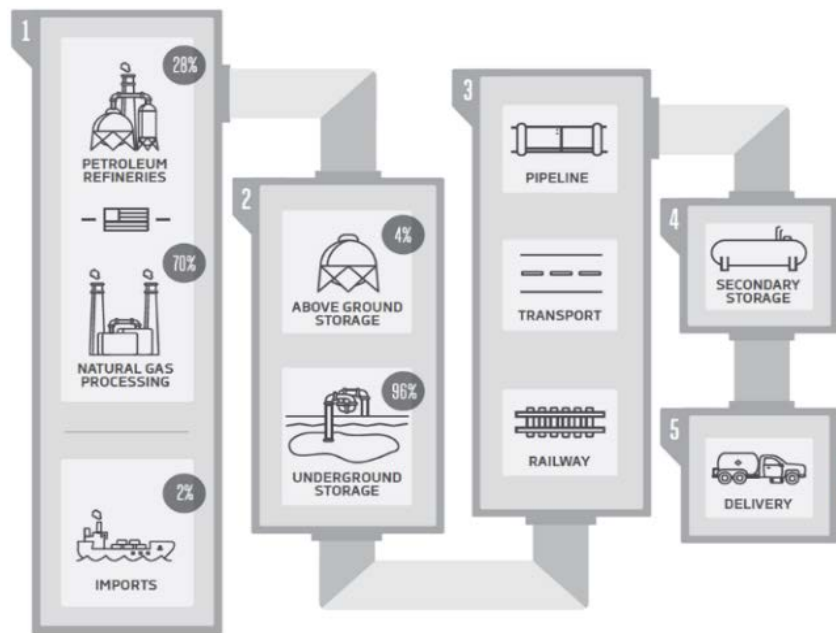 1
28%
PETROLEUM
REFINERIES
70%
NATURAL GAS
PROCESSING
2%
IMPORTS
2
4%
ABOVE GROUND
STORAGE
96%
UNDERGROUND
STORAGE
3
PIPELINE
TRANSPORT
RAILWAY
4
SECONDARY
STORAGE
5
DELIVERY